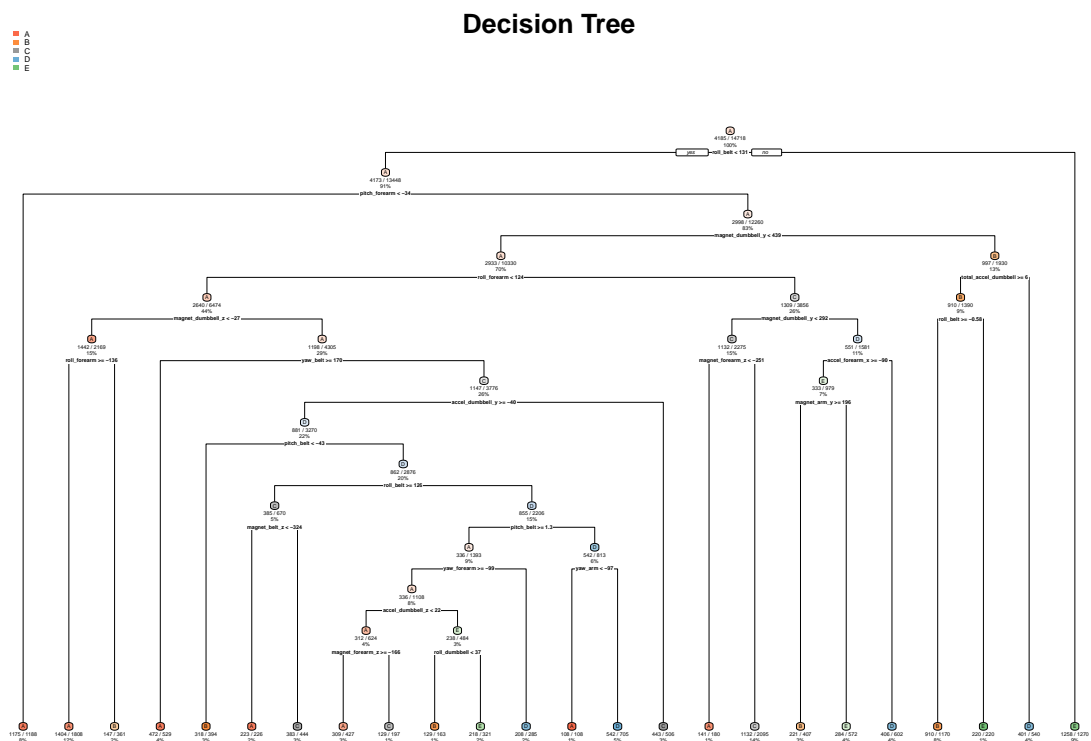 Decision Tree
A
B
C
D
E
A
4185 / 14718
100%
yes roll_belt < 131 no
A
4173 / 13448
91%
pitch_forearm < −34
A
2998 / 12260
83%
magnet_dumbbell_y < 439
A B
2933 / 10330 997 / 1930
70% 13%
roll_forearm < 124 total_accel_dumbbell >= 6
A C B
2640 / 6474 1309 / 3856 910 / 1390
44% 26% 9%
magnet_dumbbell_z < −27 magnet_dumbbell_y < 292 roll_belt >= −0.58
A A C D
1442 / 2169 1198 / 4305 1132 / 2275 551 / 1581
15% 29% 15% 11%
roll_forearm >= −136 yaw_belt >= 170 magnet_forearm_z < −251 accel_forearm_x >= −90
C E
1147 / 3776 333 / 979
26% 7%
accel_dumbbell_y >= −40 magnet_arm_y >= 196
D
881 / 3270
22%
pitch_belt < −43
D
862 / 2876
20%
roll_belt >= 126
C D
385 / 670 855 / 2206
5% 15%
magnet_belt_z < −324 pitch_belt >= 1.3
A D
336 / 1393 542 / 813
9% 6%
yaw_forearm >= −99 yaw_arm < −97
A
336 / 1108
8%
accel_dumbbell_z < 22
A E
312 / 624 238 / 484
4% 3%
magnet_forearm_z >= −166 roll_dumbbell < 37
A A B A B A C A C B E D A D C A C B E D B E D E
1175 / 1188 1404 / 1808 147 / 361 472 / 529 318 / 394 223 / 226 383 / 444 309 / 427 129 / 197 129 / 163 218 / 321 208 / 285 108 / 108 542 / 705 443 / 506 141 / 180 1132 / 2095 221 / 407 284 / 572 406 / 602 910 / 1170 220 / 220 401 / 540 1258 / 1270